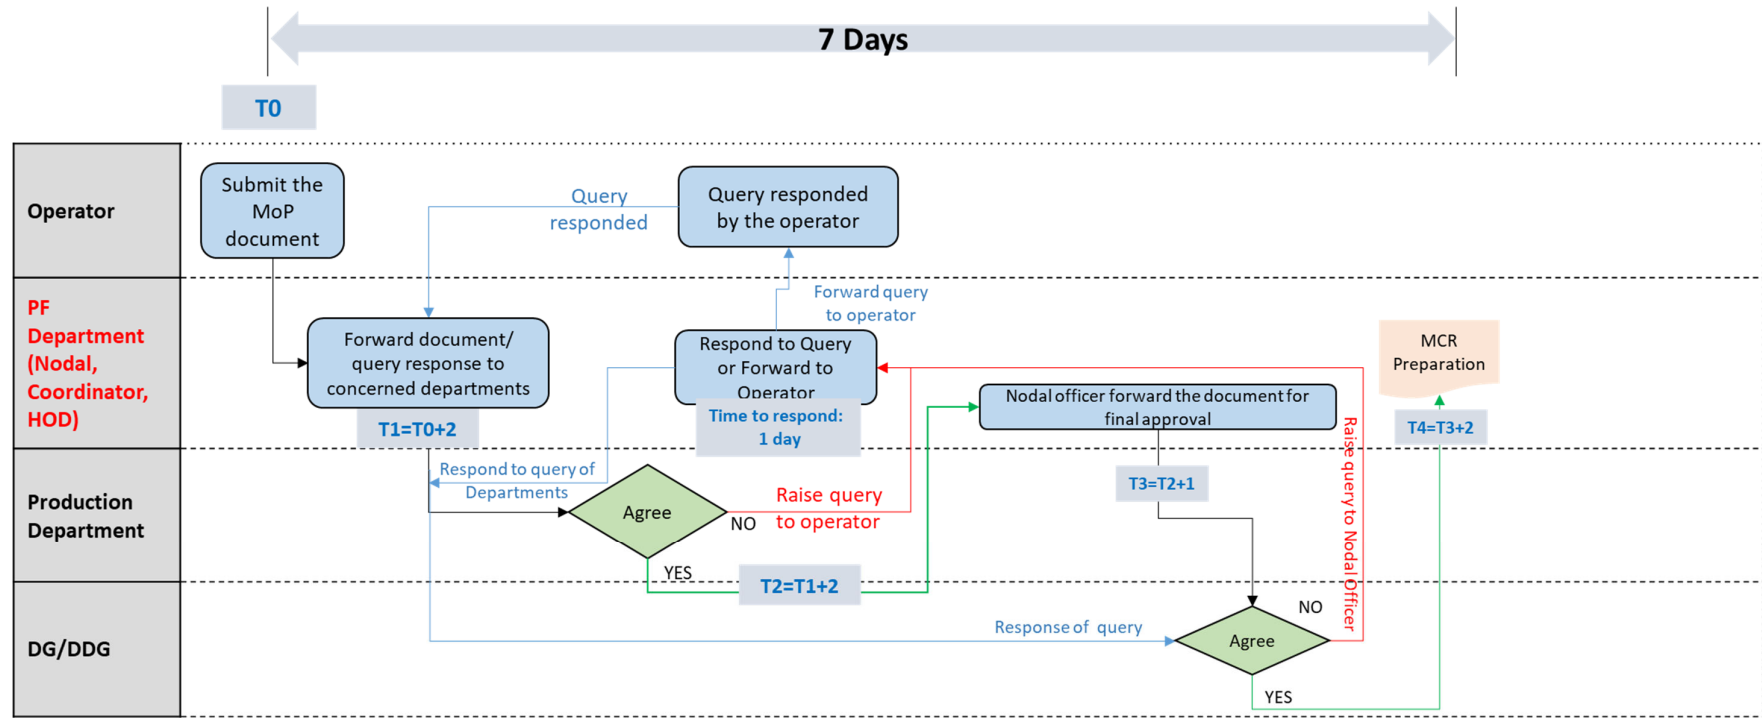 7 Days
T0
Operator
Submit the
MoP
document
Query
responded
Query responded
by the operator
PF
Department
(Nodal,
Coordinator,
HOD)
Forward document/
query response to
concerned departments
T1=T0+2
Forward query
to operator
Respond to Query
or Forward to
Operator
Time to respond:
1 day
Nodal officer forward the document for
final approval
MCR
Preparation
T4=T3+2
Raise query to Nodal Officer
Production
Department
Respond to query of
Departments
Agree
NO
Raise query
to operator
YES
T2=T1+2
T3=T2+1
DG/DDG
Response of query
Agree
NO
YES